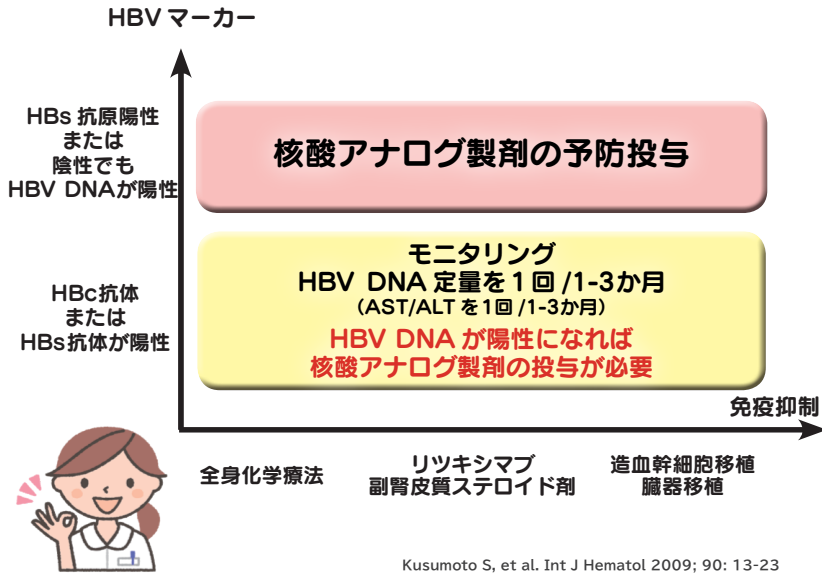 HBV マーカー
HBs 抗原陽性
または
陰性でも
HBV DNAが陽性
核酸アナログ製剤の予防投与
HBc抗体
または
HBs抗体が陽性
モニタリング
HBV DNA 定量を1回/1-3か月
(AST/ALT を1回/1-3か月)
HBV DNA が陽性になれば
核酸アナログ製剤の投与が必要
免疫抑制
全身化学療法
リツキシマブ
副腎皮質ステロイド剤
造血幹細胞移植
臓器移植
Kusumoto S, et al. Int J Hematol 2009; 90: 13-23